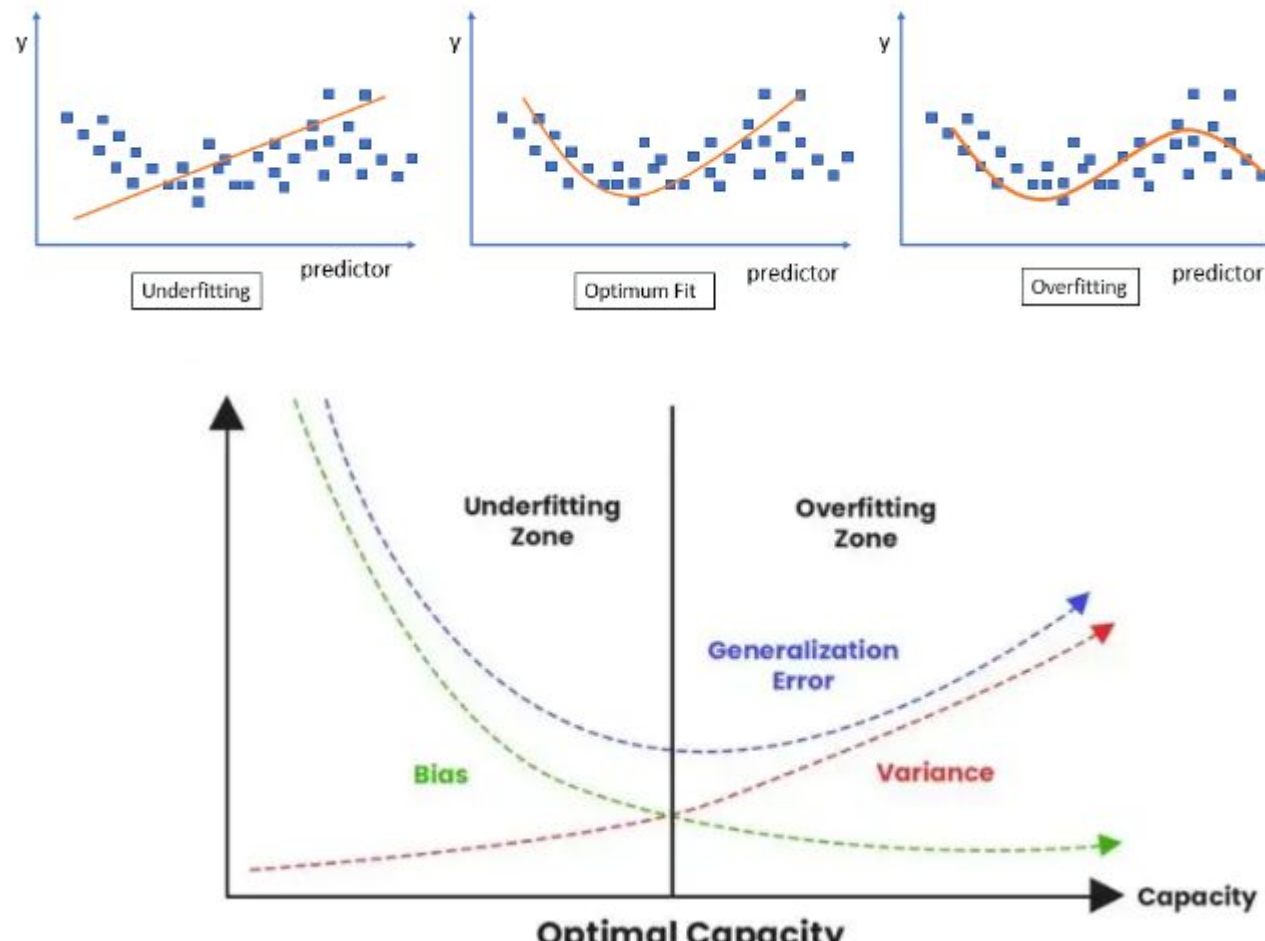 y
y
y
predictor
predictor
predictor
Underfitting
Optimum Fit
Overfitting
Underfitting
Zone
Overfitting
Zone
Generalization
Error
Bias
Variance
Capacity
Optimal Capacity